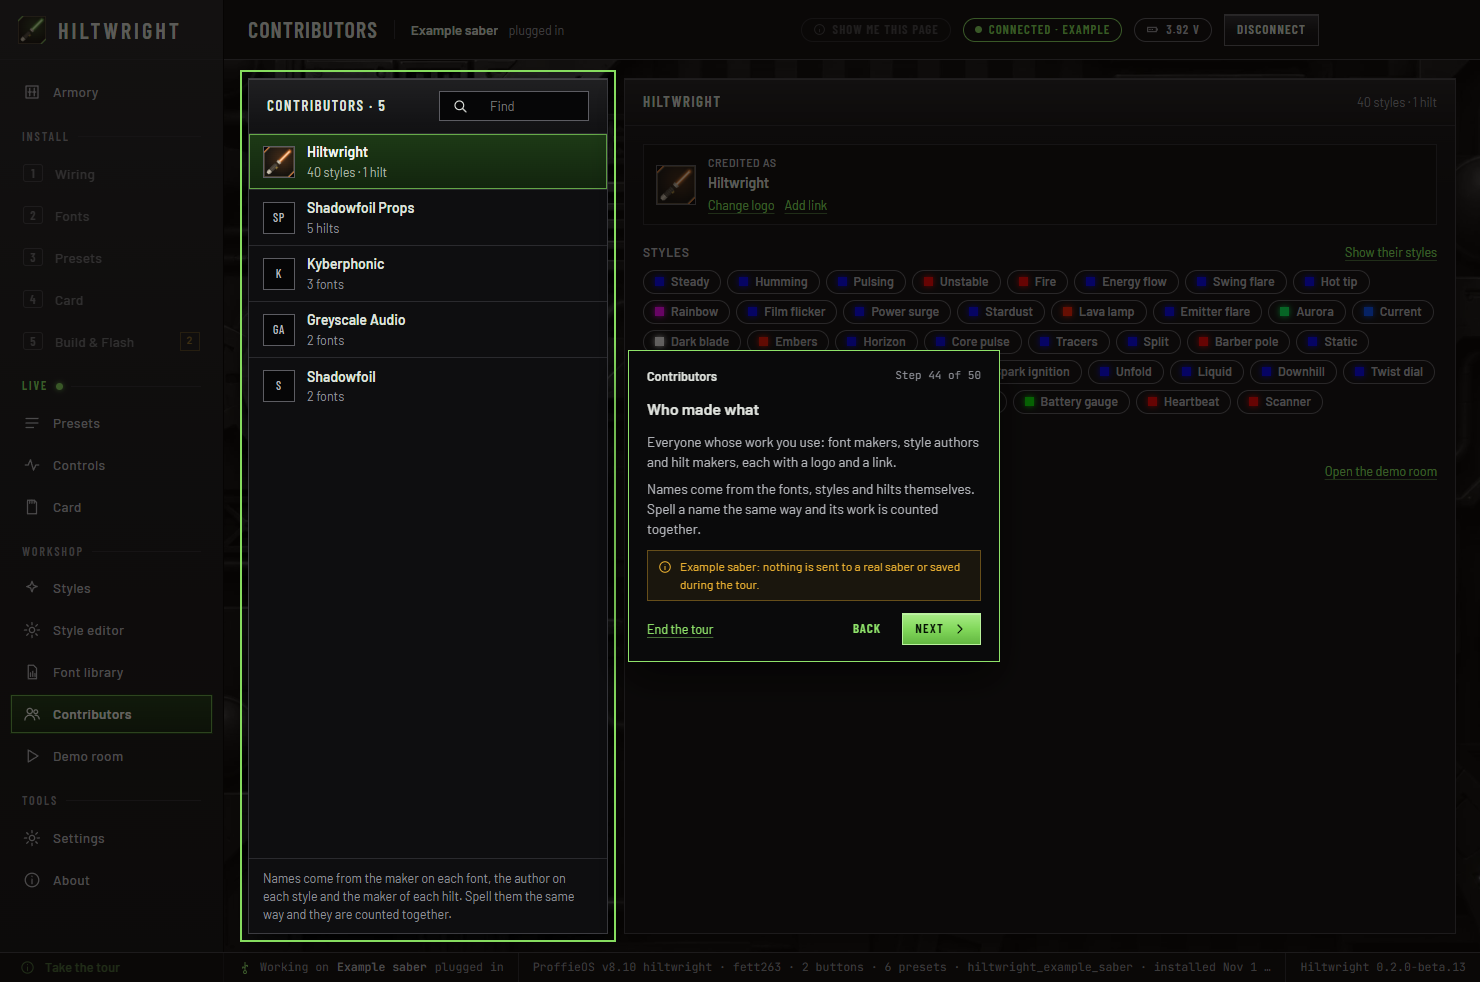 HILTWRIGHT
Armory
INSTALL
1 Wiring
2 Fonts
3 Presets
4 Card
5 Build & Flash 2
LIVE
Presets
Controls
Card
WORKSHOP
Styles
Style editor
Font library
Contributors
Demo room
TOOLS
Settings
About
Take the tour
CONTRIBUTORS
Example saber plugged in
SHOW ME THIS PAGE
CONNECTED · EXAMPLE
3.92 V
DISCONNECT
CONTRIBUTORS · 5
Find
Hiltwright
40 styles · 1 hilt
SP
Shadowfoil Props
5 hilts
K
Kyberphonic
3 fonts
GA
Greyscale Audio
2 fonts
S
Shadowfoil
2 fonts
Names come from the maker on each font, the author on
each style and the maker of each hilt. Spell them the same
way and they are counted together.
HILTWRIGHT
40 styles · 1 hilt
CREDITED AS
Hiltwright
Change logo Add link
STYLES
Show their styles
Steady Humming Pulsing Unstable Fire Energy flow Swing flare Hot tip
Rainbow Film flicker Power surge Stardust Lava lamp Emitter flare Aurora Current
Dark blade Embers Horizon Core pulse Tracers Split Barber pole Static
park ignition Unfold Liquid Downhill Twist dial
Battery gauge Heartbeat Scanner
Open the demo room
Contributors
Step 44 of 50
Who made what
Everyone whose work you use: font makers, style authors
and hilt makers, each with a logo and a link.
Names come from the fonts, styles and hilts themselves.
Spell a name the same way and its work is counted
together.
Example saber: nothing is sent to a real saber or saved
during the tour.
End the tour
BACK
NEXT
Working on Example saber plugged in
ProffieOS v8.10 hiltwright · fett263 · 2 buttons · 6 presets · hiltwright_example_saber · installed Nov 1 …
Hiltwright 0.2.0-beta.13